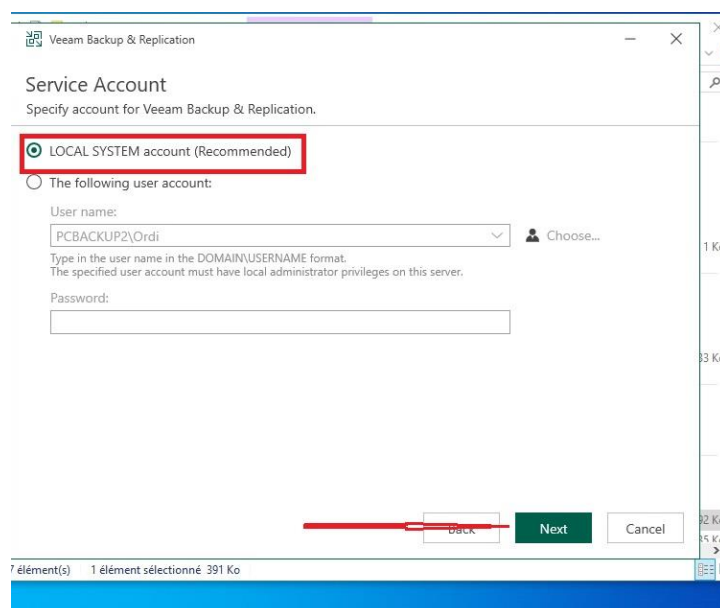 Veeam Backup & Replication
Service Account
Specify account for Veeam Backup & Replication.
LOCAL SYSTEM account (Recommended)
The following user account:
User name:
PCBACKUP2\Ordi
Choose...
Type in the user name in the DOMAIN\USERNAME format.
The specified user account must have local administrator privileges on this server.
Password:
Back
Next
Cancel
élément(s)
1 élément sélectionné 391 Ko